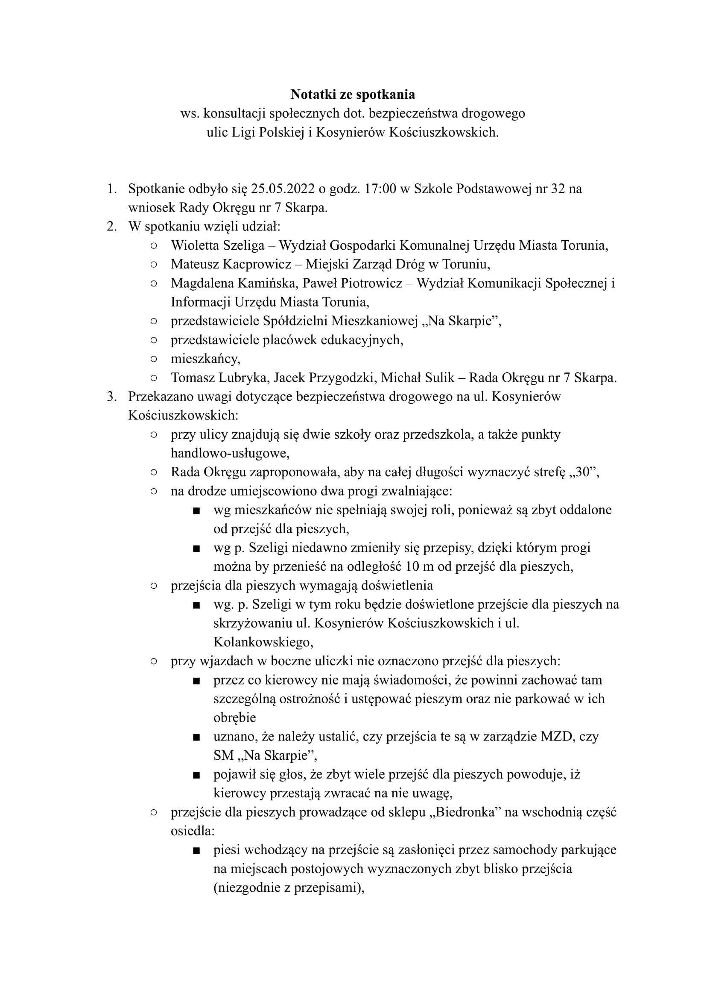 Notatki ze spotkania
ws. konsultacji społecznych dot. bezpieczeństwa drogowego
ulic Ligi Polskiej i Kosynierów Kościuszkowskich.
1. Spotkanie odbyło się 25.05.2022 o godz. 17:00 w Szkole Podstawowej nr 32 na
wniosek Rady Okręgu nr 7 Skarpa.
2. W spotkaniu wzięli udział:
○ Wioletta Szeliga – Wydział Gospodarki Komunalnej Urzędu Miasta Torunia,
○ Mateusz Kacprowicz – Miejski Zarząd Dróg w Toruniu,
○ Magdalena Kamińska, Paweł Piotrowicz – Wydział Komunikacji Społecznej i
Informacji Urzędu Miasta Torunia,
○ przedstawiciele Spółdzielni Mieszkaniowej „Na Skarpie”,
○ przedstawiciele placówek edukacyjnych,
○ mieszkańcy,
○ Tomasz Lubryka, Jacek Przygodzki, Michał Sulik – Rada Okręgu nr 7 Skarpa.
3. Przekazano uwagi dotyczące bezpieczeństwa drogowego na ul. Kosynierów
Kościuszkowskich:
○ przy ulicy znajdują się dwie szkoły oraz przedszkola, a także punkty
handlowo-usługowe,
○ Rada Okręgu zaproponowała, aby na całej długości wyznaczyć strefę „30”,
○ na drodze umiejscowiono dwa progi zwalniające:
■ wg mieszkańców nie spełniają swojej roli, ponieważ są zbyt oddalone
od przejść dla pieszych,
■ wg p. Szeligi niedawno zmieniły się przepisy, dzięki którym progi
można by przenieść na odległość 10 m od przejść dla pieszych,
○ przejścia dla pieszych wymagają doświetlenia
■ wg. p. Szeligi w tym roku będzie doświetlone przejście dla pieszych na
skrzyżowaniu ul. Kosynierów Kościuszkowskich i ul.
Kolankowskiego,
○ przy wjazdach w boczne uliczki nie oznaczono przejść dla pieszych:
■ przez co kierowcy nie mają świadomości, że powinni zachować tam
szczególną ostrożność i ustępować pieszym oraz nie parkować w ich
obrębie
■ uznano, że należy ustalić, czy przejścia te są w zarządzie MZD, czy
SM „Na Skarpie”,
■ pojawił się głos, że zbyt wiele przejść dla pieszych powoduje, iż
kierowcy przestają zwracać na nie uwagę,
○ przejście dla pieszych prowadzące od sklepu „Biedronka” na wschodnią część
osiedla:
■ piesi wchodzący na przejście są zasłonięci przez samochody parkujące
na miejscach postojowych wyznaczonych zbyt blisko przejścia
(niezgodnie z przepisami),